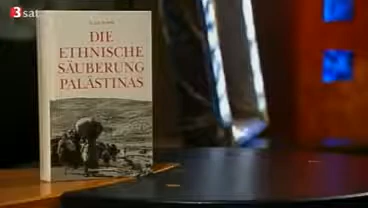 3sat
DIE
ETHNISCHE
SÄUBERUNG
PALÄSTINAS